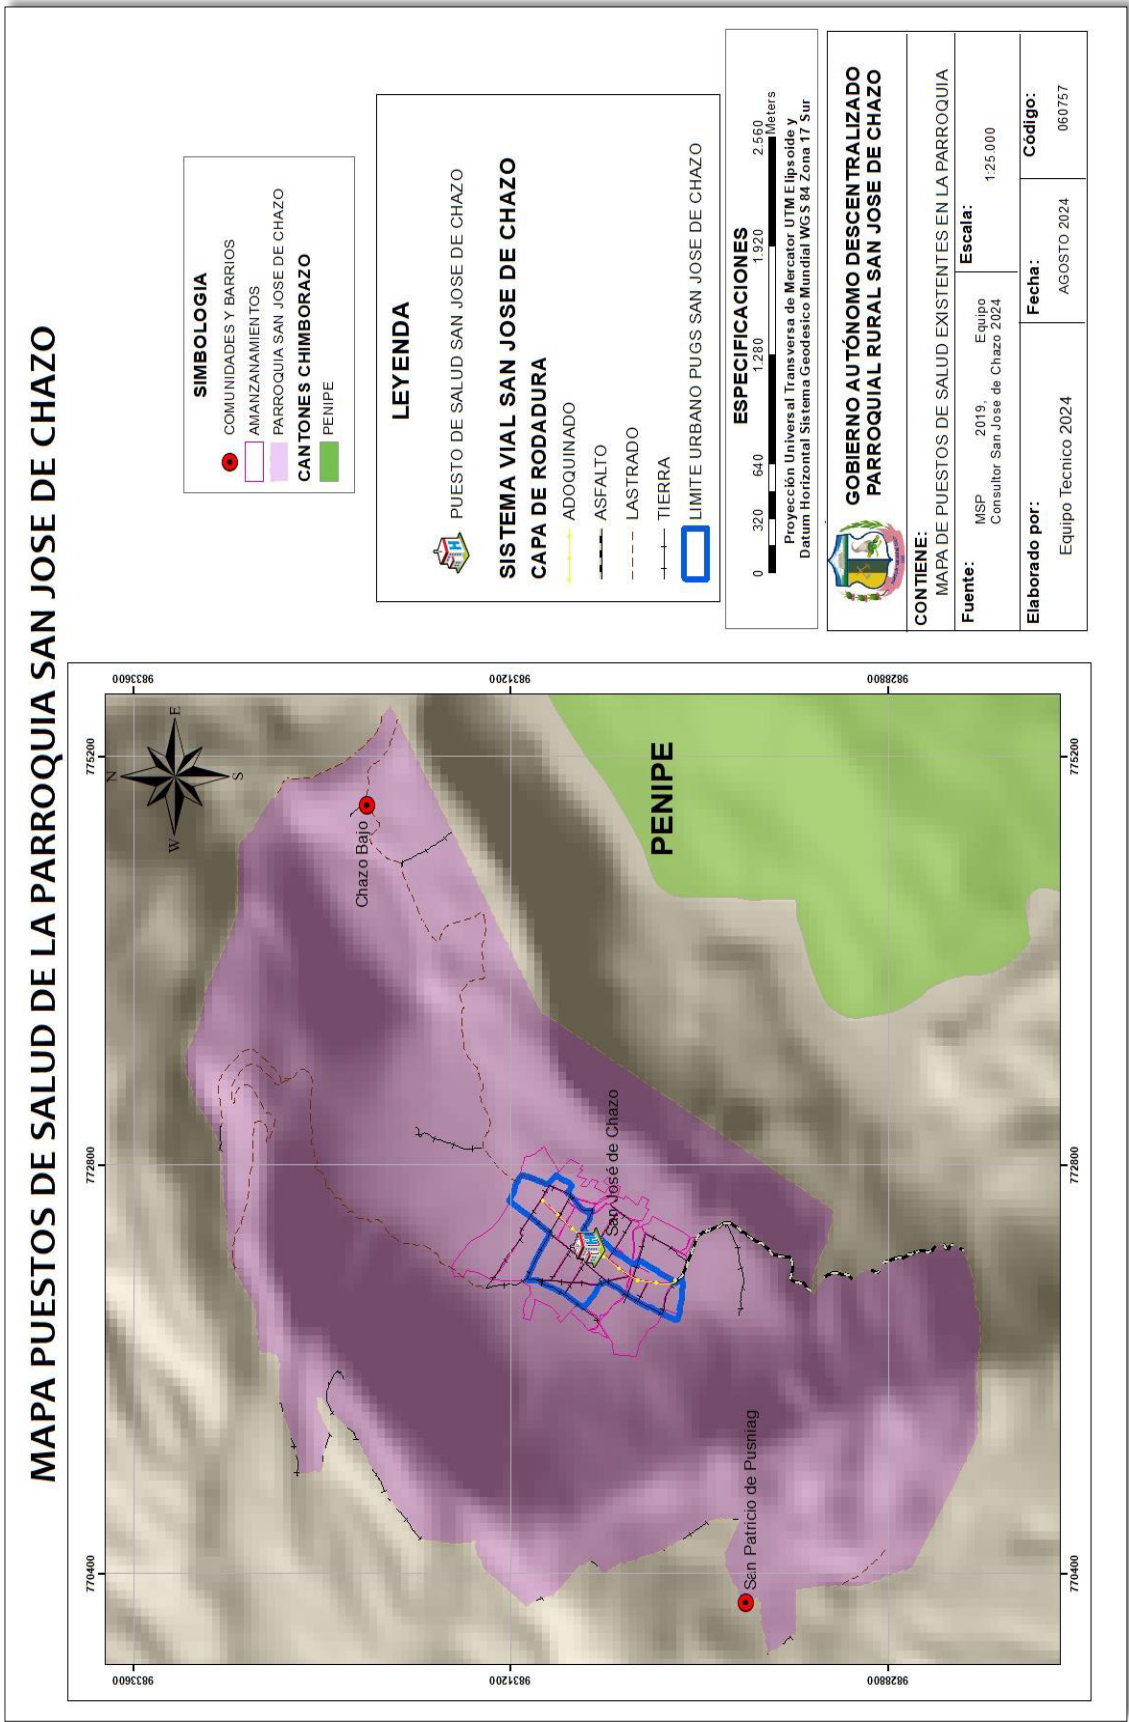 MAPA PUESTOS DE SALUD DE LA PARROQUIA SAN JOSE DE CHAZO
770400
772800
775200
9833600
9833600
9831200
9831200
9828800
9828800
770400
772800
775200
N
W
E
S
Chazo Bajo
San José de Chazo
San Patricio de Pusniag
PENIPE
SIMBOLOGIA
COMUNIDADES Y BARRIOS
AMANZANAMIENTOS
PARROQUIA SAN JOSE DE CHAZO
CANTONES CHIMBORAZO
PENIPE
LEYENDA
PUESTO DE SALUD SAN JOSE DE CHAZO
SISTEMA VIAL SAN JOSE DE CHAZO
CAPA DE RODADURA
ADOQUINADO
ASFALTO
LASTRADO
TIERRA
LIMITE URBANO PUGS SAN JOSE DE CHAZO
ESPECIFICACIONES
0 320 640 1.280 1.920 2.560
Meters
Proyección Universal Transversa de Mercator UTM Elipsoide y
Datum Horizontal Sistema Geodesico Mundial WGS 84 Zona 17 Sur
GOBIERNO AUTÓNOMO DESCENTRALIZADO
PARROQUIAL RURAL SAN JOSE DE CHAZO
CONTIENE:
MAPA DE PUESTOS DE SALUD EXISTENTES EN LA PARROQUIA
Fuente:
MSP 2019, Equipo
Consultor San Jose de Chazo 2024
Escala:
1:25.000
Elaborado por:
Equipo Tecnico 2024
Fecha:
AGOSTO 2024
Código:
060757